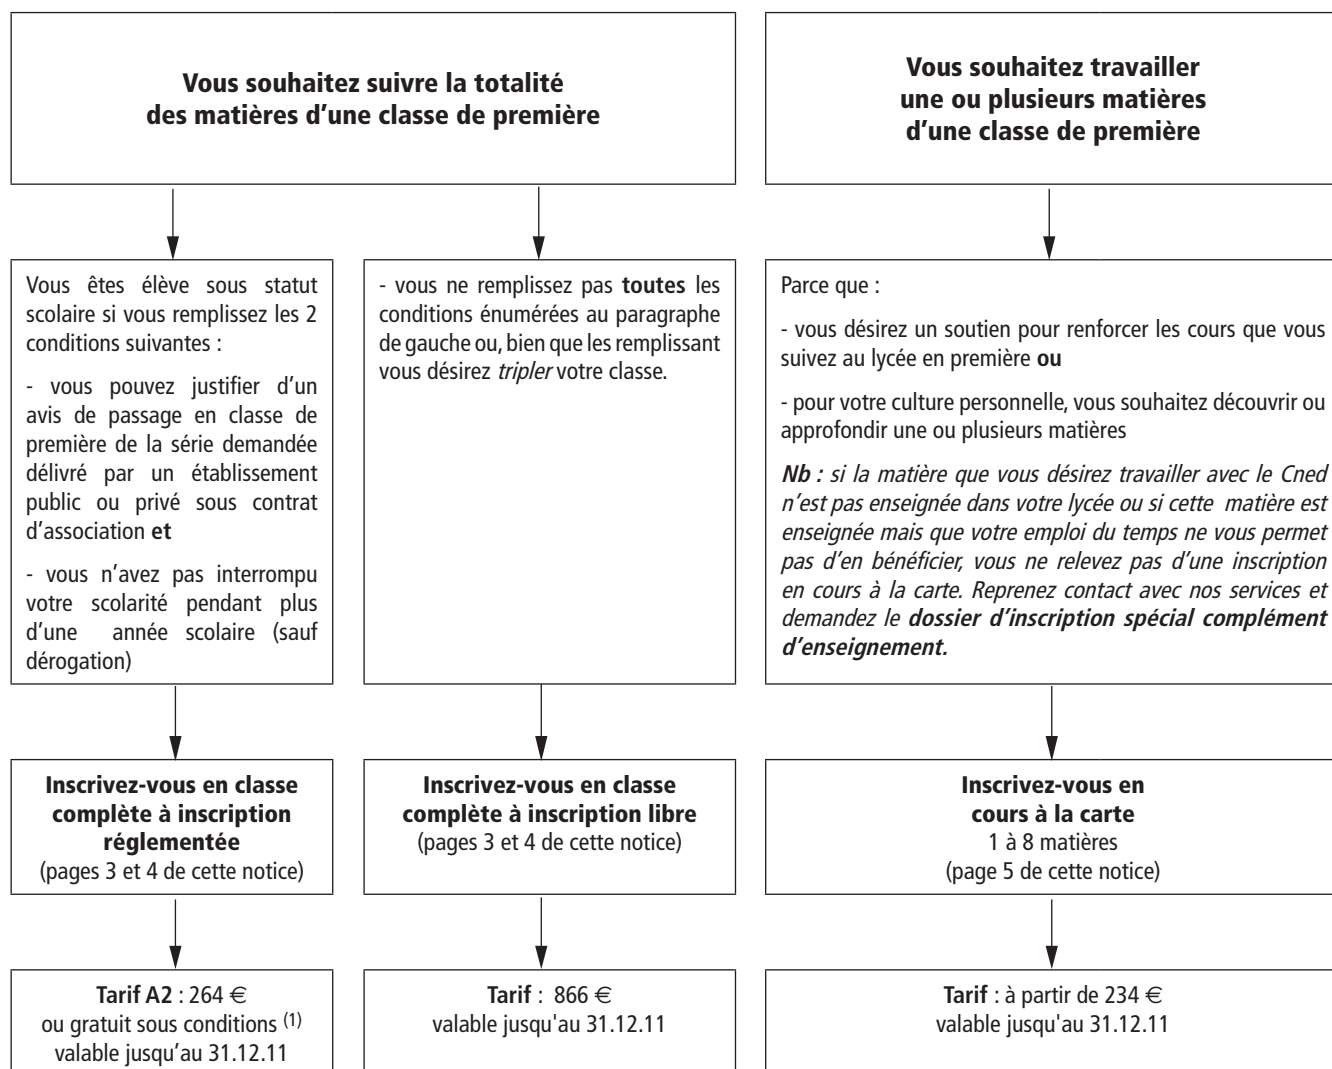 Vous souhaitez suivre la totalité
des matières d'une classe de première
Vous souhaitez travailler
une ou plusieurs matières
d'une classe de première
Vous êtes élève sous statut
scolaire si vous remplissez les 2
conditions suivantes :
- vous pouvez justifier d'un
avis de passage en classe de
première de la série demandée
délivré par un établissement
public ou privé sous contrat
d'association et
- vous n'avez pas interrompu
votre scolarité pendant plus
d'une année scolaire (sauf
dérogation)
- vous ne remplissez pas toutes les
conditions énumérées au paragraphe
de gauche ou, bien que les remplissant
vous désirez tripler votre classe.
Parce que :
- vous désirez un soutien pour renforcer les cours que vous
suivez au lycée en première ou
- pour votre culture personnelle, vous souhaitez découvrir ou
approfondir une ou plusieurs matières
Nb : si la matière que vous désirez travailler avec le Cned
n'est pas enseignée dans votre lycée ou si cette matière est
enseignée mais que votre emploi du temps ne vous permet
pas d'en bénéficier, vous ne relevez pas d'une inscription
en cours à la carte. Reprenez contact avec nos services et
demandez le dossier d'inscription spécial complément
d'enseignement.
Inscrivez-vous en classe
complète à inscription
réglementée
(pages 3 et 4 de cette notice)
Inscrivez-vous en classe
complète à inscription libre
(pages 3 et 4 de cette notice)
Inscrivez-vous en
cours à la carte
1 à 8 matières
(page 5 de cette notice)
Tarif A2 : 264 €
ou gratuit sous conditions (1)
valable jusqu'au 31.12.11
Tarif : 866 €
valable jusqu'au 31.12.11
Tarif : à partir de 234 €
valable jusqu'au 31.12.11